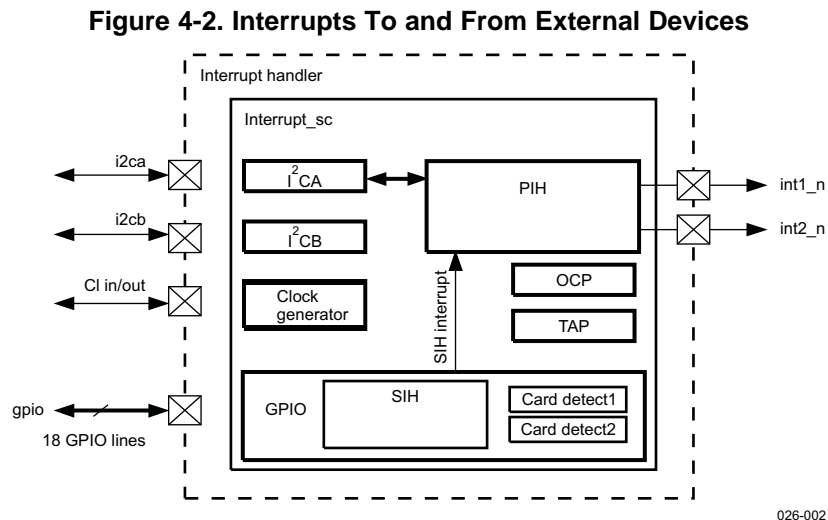 Figure 4-2. Interrupts To and From External Devices
Interrupt handler
Interrupt_sc
i2ca
I²CA
PIH
int1_n
i2cb
I²CB
int2_n
CI in/out
Clock
generator
SIH interrupt
OCP
TAP
gpio
18 GPIO lines
GPIO
SIH
Card detect1
Card detect2
026-002